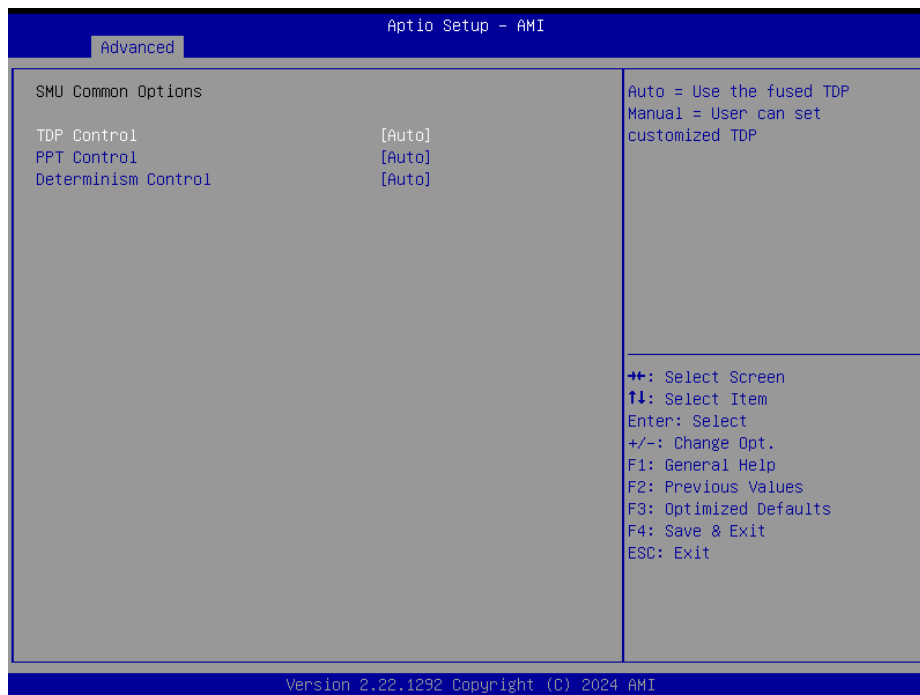 Aptio Setup – AMI
Advanced
SMU Common Options
TDP Control [Auto]
PPT Control [Auto]
Determinism Control [Auto]
Auto = Use the fused TDP
Manual = User can set
customized TDP
→←: Select Screen
↑↓: Select Item
Enter: Select
+/-: Change Opt.
F1: General Help
F2: Previous Values
F3: Optimized Defaults
F4: Save & Exit
ESC: Exit
Version 2.22.1292 Copyright (C) 2024 AMI